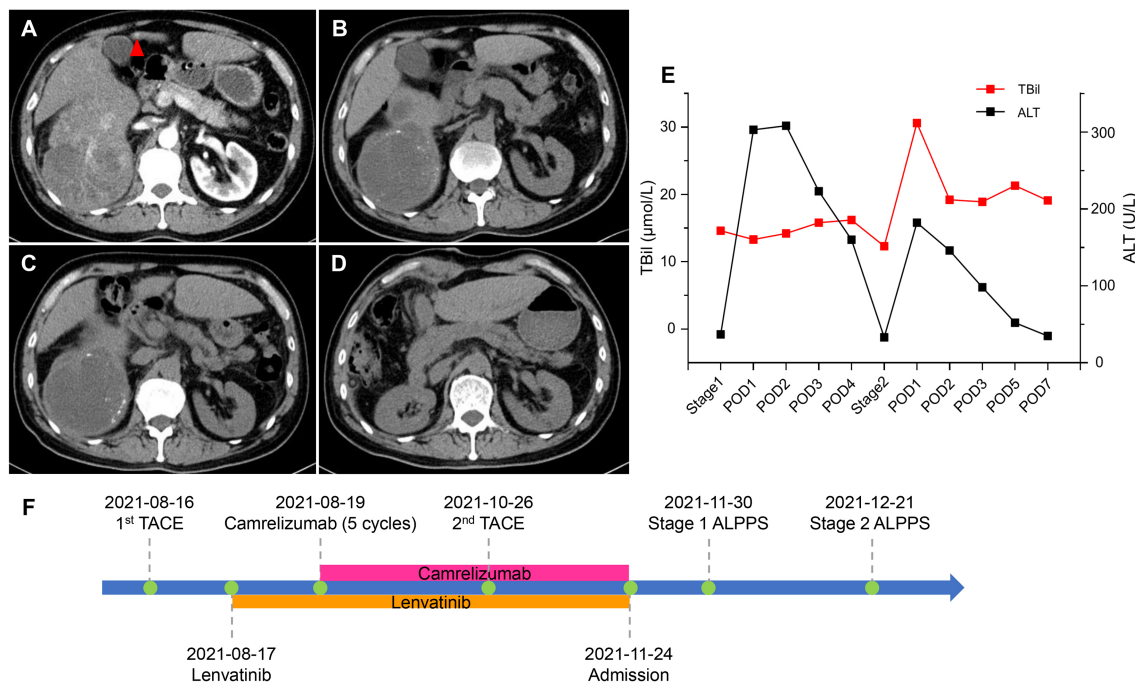 A
B
C
D
E
TBil
ALT
TBil (μmol/L)
30
20
10
0
ALT (U/L)
300
200
100
0
Stage1
POD1
POD2
POD3
POD4
Stage2
POD1
POD2
POD3
POD5
POD7
F
2021-08-16
1st TACE
2021-08-19
Camrelizumab (5 cycles)
2021-10-26
2nd TACE
2021-11-30
Stage 1 ALPPS
2021-12-21
Stage 2 ALPPS
Camrelizumab
Lenvatinib
2021-08-17
Lenvatinib
2021-11-24
Admission